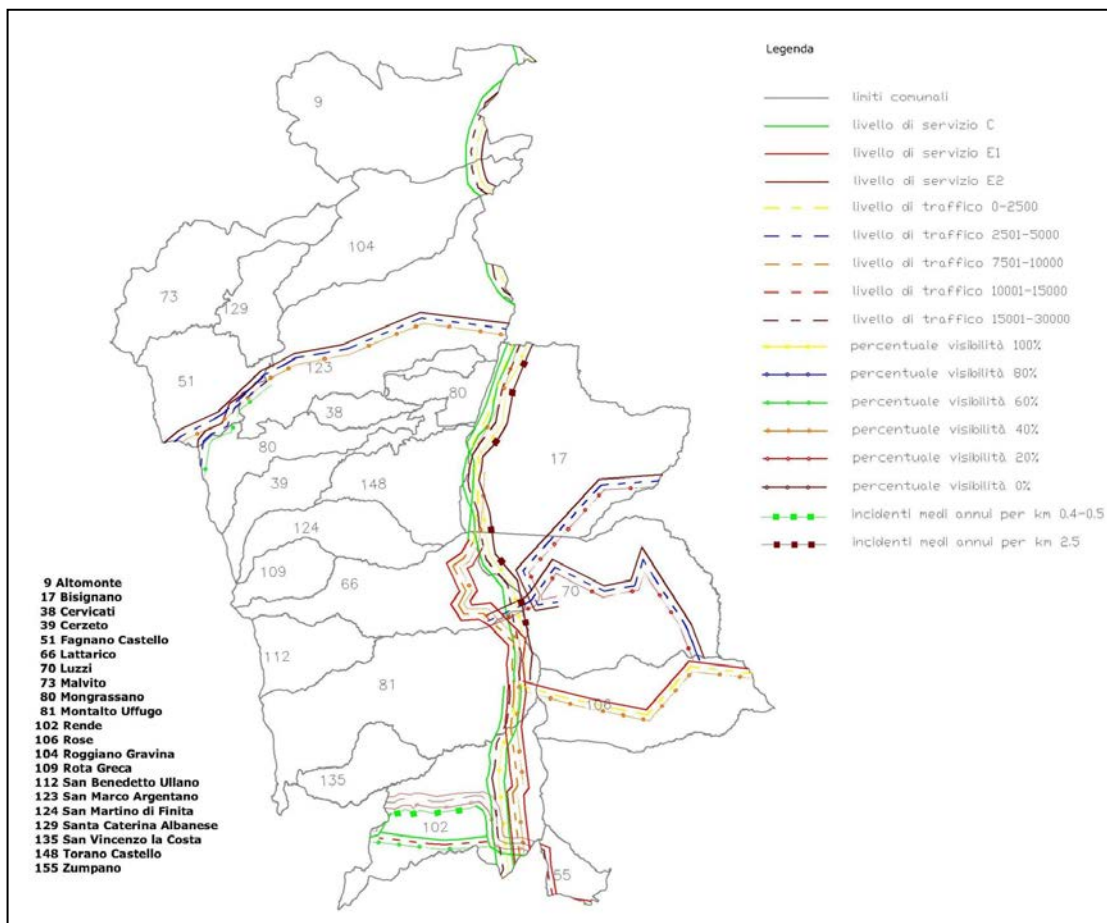 Legenda
limiti comunali
livello di servizio C
livello di servizio E1
livello di servizio E2
livello di traffico 0-2500
livello di traffico 2501-5000
livello di traffico 7501-10000
livello di traffico 10001-15000
livello di traffico 15001-30000
percentuale visibilità 100%
percentuale visibilità 80%
percentuale visibilità 60%
percentuale visibilità 40%
percentuale visibilità 20%
percentuale visibilità 0%
incidenti medi annui per km 0.4-0.5
incidenti medi annui per km 2.5
9
104
73
129
51
123
80
38
80
17
39
148
124
109
66
70
112
81
106
135
102
55
9 Altomonte
17 Bisignano
38 Cervicati
39 Cerzeto
51 Fagnano Castello
66 Lattarico
70 Luzzi
73 Malvito
80 Mongrassano
81 Montalto Uffugo
102 Rende
106 Rose
104 Roggiano Gravina
109 Rota Greca
112 San Benedetto Ullano
123 San Marco Argentano
124 San Martino di Finita
129 Santa Caterina Albanese
135 San Vincenzo la Costa
148 Torano Castello
155 Zumpano